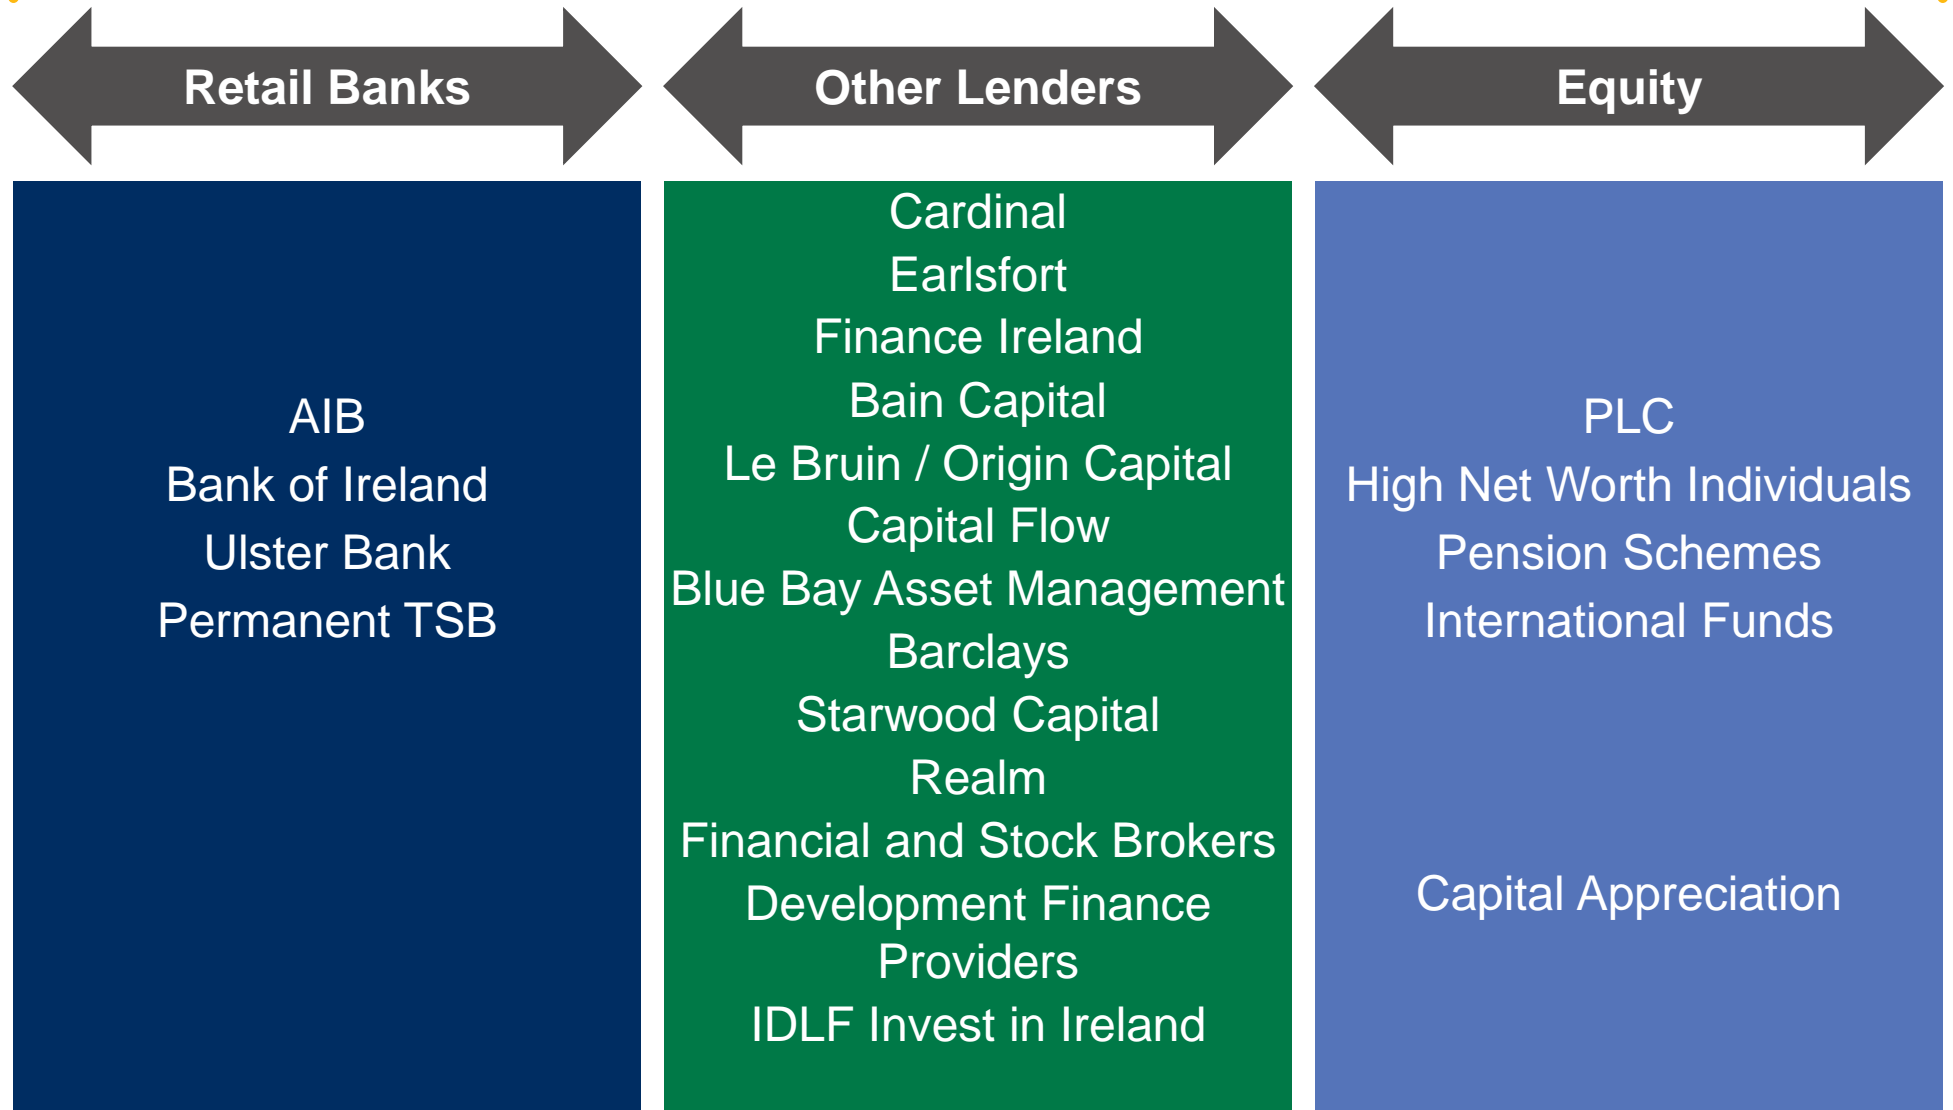 Retail Banks
Other Lenders
Equity
AIB
Bank of Ireland
Ulster Bank
Permanent TSB
Cardinal
Earlsfort
Finance Ireland
Bain Capital
Le Bruin / Origin Capital
Capital Flow
Blue Bay Asset Management
Barclays
Starwood Capital
Realm
Financial and Stock Brokers
Development Finance
Providers
IDLF Invest in Ireland
PLC
High Net Worth Individuals
Pension Schemes
International Funds
Capital Appreciation